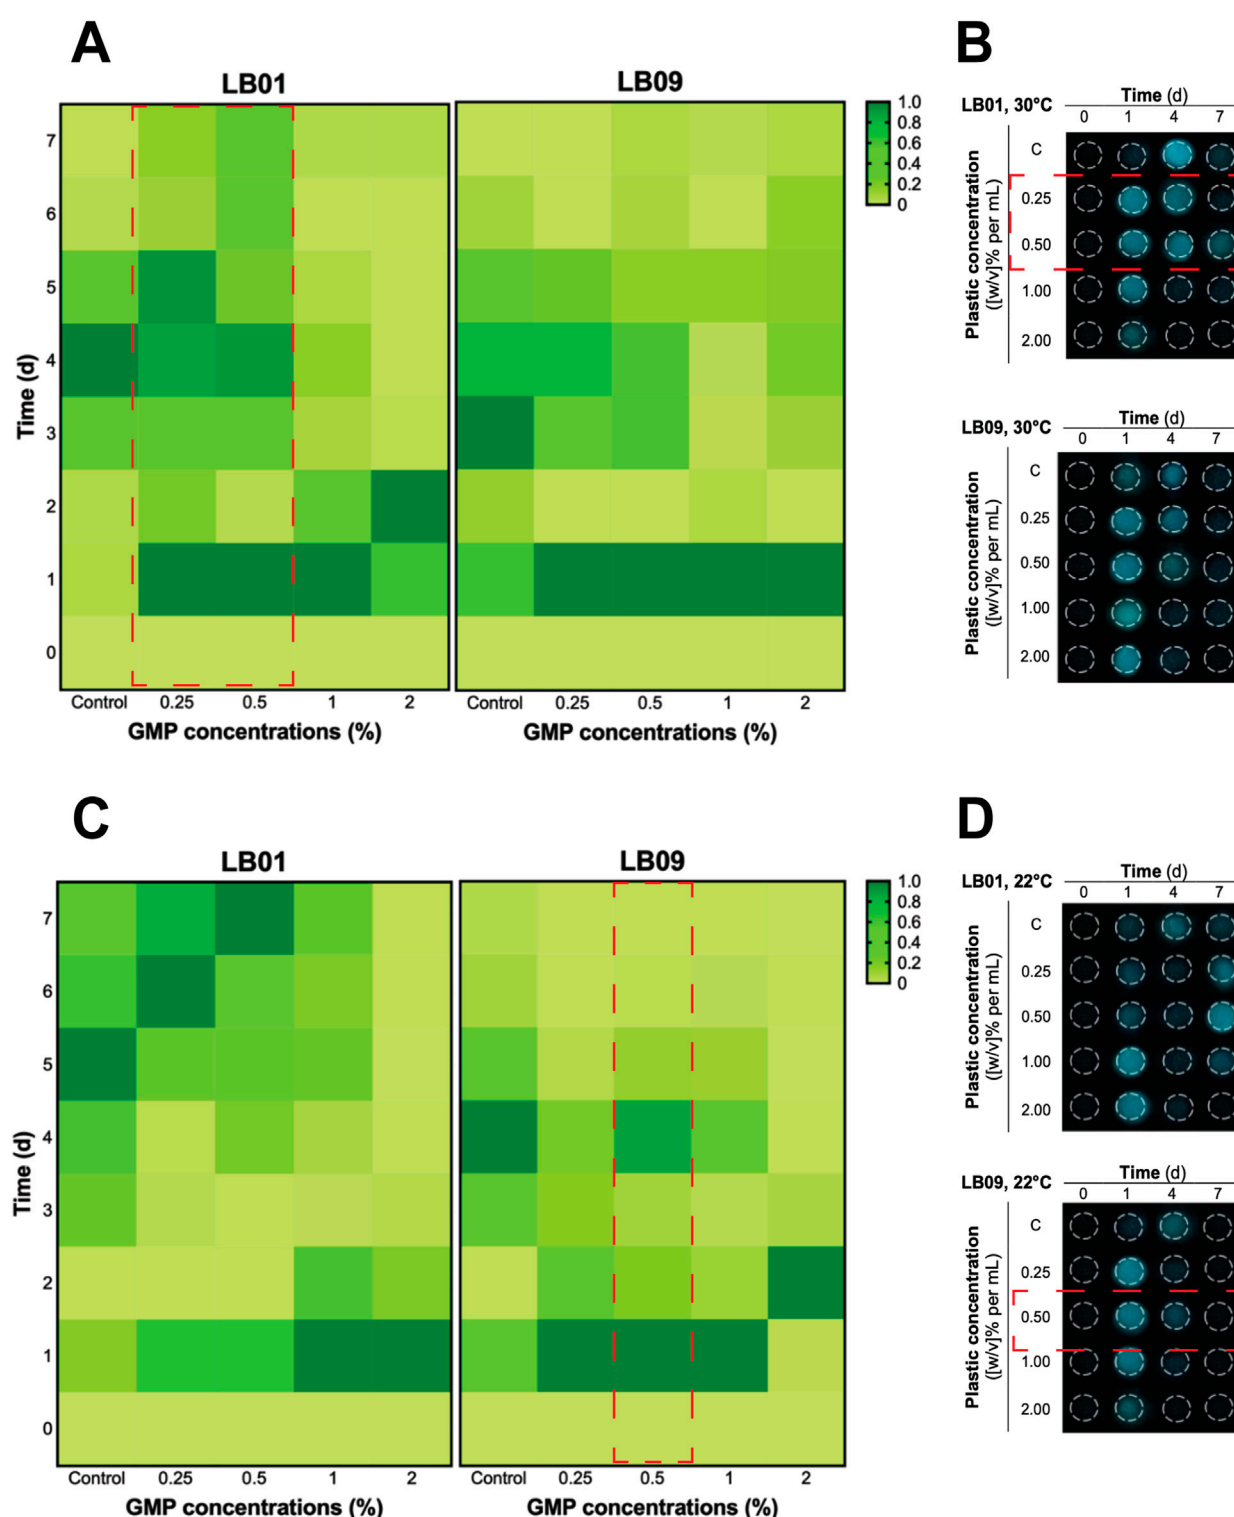 A
LB01
LB09
7
6
5
4
3
2
1
0
Time (d)
Control 0.25 0.5 1 2
GMP concentrations (%)
Control 0.25 0.5 1 2
GMP concentrations (%)
1.0
0.8
0.6
0.4
0.2
0
B
LB01, 30°C
Time (d)
0 1 4 7
Plastic concentration
([w/v]% per mL)
C
0.25
0.50
1.00
2.00
LB09, 30°C
Time (d)
0 1 4 7
Plastic concentration
([w/v]% per mL)
C
0.25
0.50
1.00
2.00
C
LB01
LB09
7
6
5
4
3
2
1
0
Time (d)
Control 0.25 0.5 1 2
GMP concentrations (%)
Control 0.25 0.5 1 2
GMP concentrations (%)
1.0
0.8
0.6
0.4
0.2
0
D
LB01, 22°C
Time (d)
0 1 4 7
Plastic concentration
([w/v]% per mL)
C
0.25
0.50
1.00
2.00
LB09, 22°C
Time (d)
0 1 4 7
Plastic concentration
([w/v]% per mL)
C
0.25
0.50
1.00
2.00